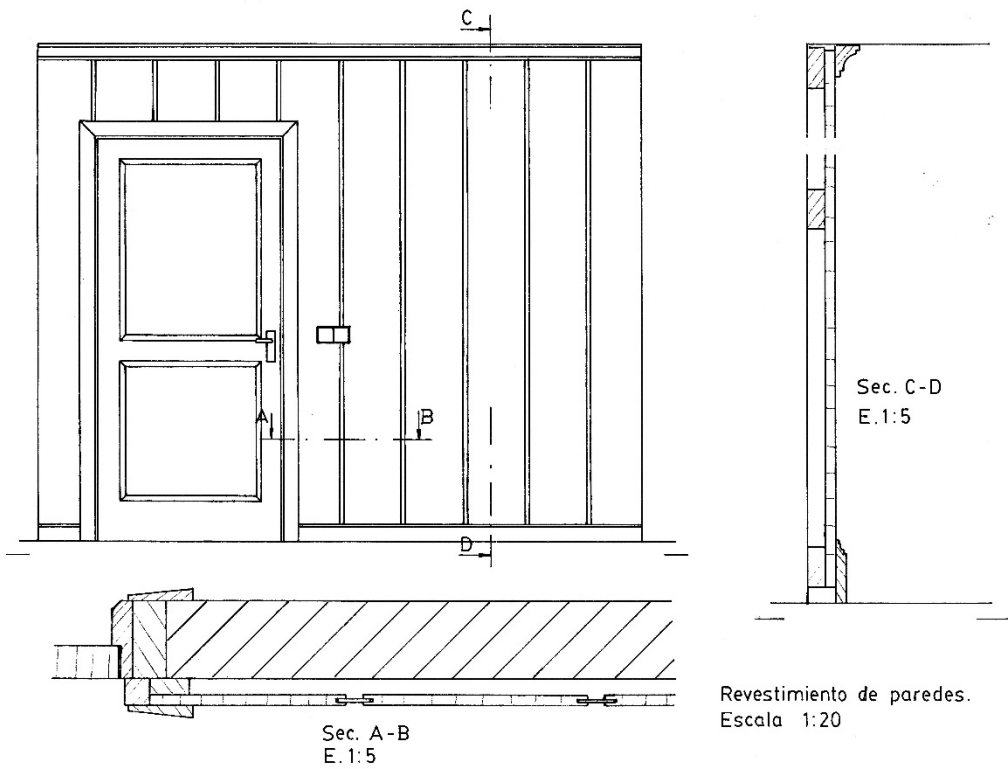 C
A
B
D
Sec. C-D
E.1:5
Sec. A-B
E.1:5
Revestimiento de paredes.
Escala 1:20